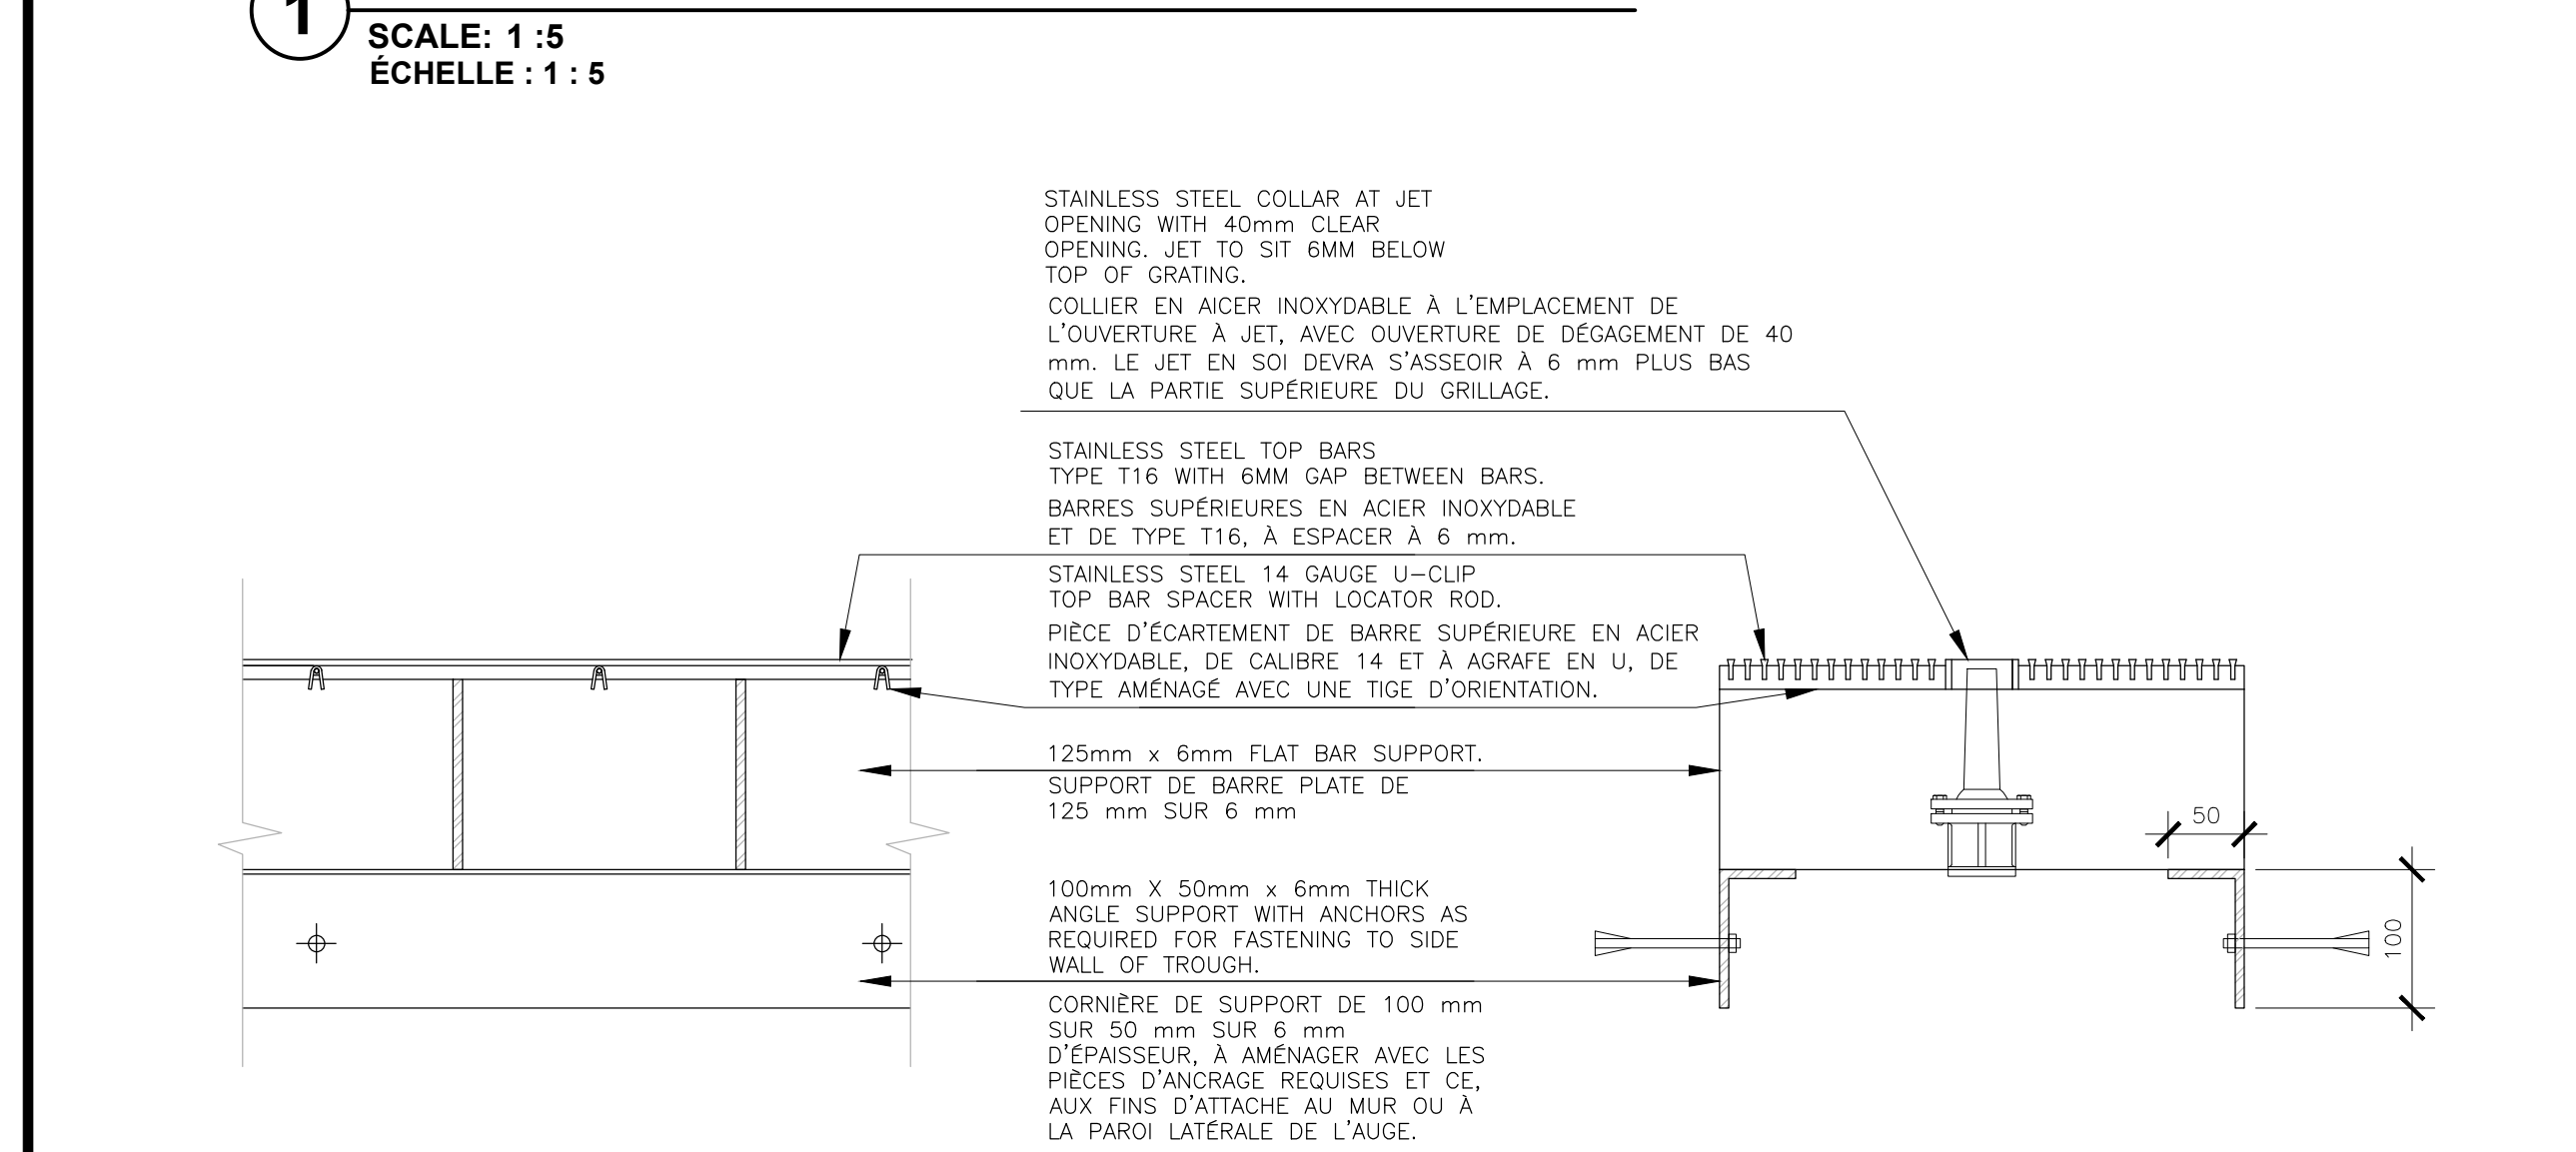 1
SCALE: 1 :5
ÉCHELLE : 1 : 5
STAINLESS STEEL COLLAR AT JET
OPENING WITH 40mm CLEAR
OPENING. JET TO SIT 6MM BELOW
TOP OF GRATING.
COLLIER EN AICER INOXYDABLE À L'EMPLACEMENT DE
L'OUVERTURE À JET, AVEC OUVERTURE DE DÉGAGEMENT DE 40
mm. LE JET EN SOI DEVRA S'ASSEOIR À 6 mm PLUS BAS
QUE LA PARTIE SUPÉRIEURE DU GRILLAGE.
STAINLESS STEEL TOP BARS
TYPE T16 WITH 6MM GAP BETWEEN BARS.
BARRES SUPÉRIEURES EN ACIER INOXYDABLE
ET DE TYPE T16, À ESPACER À 6 mm.
STAINLESS STEEL 14 GAUGE U-CLIP
TOP BAR SPACER WITH LOCATOR ROD.
PIÈCE D'ÉCARTEMENT DE BARRE SUPÉRIEURE EN ACIER
INOXYDABLE, DE CALIBRE 14 ET À AGRAFE EN U, DE
TYPE AMÉNAGÉ AVEC UNE TIGE D'ORIENTATION.
125mm x 6mm FLAT BAR SUPPORT.
SUPPORT DE BARRE PLATE DE
125 mm SUR 6 mm
50
100mm X 50mm x 6mm THICK
ANGLE SUPPORT WITH ANCHORS AS
REQUIRED FOR FASTENING TO SIDE
WALL OF TROUGH.
100
CORNIÈRE DE SUPPORT DE 100 mm
SUR 50 mm SUR 6 mm
D'ÉPAISSEUR, À AMÉNAGER AVEC LES
PIÈCES D'ANCRAGE REQUISES ET CE,
AUX FINS D'ATTACHE AU MUR OU À
LA PAROI LATÉRALE DE L'AUGE.